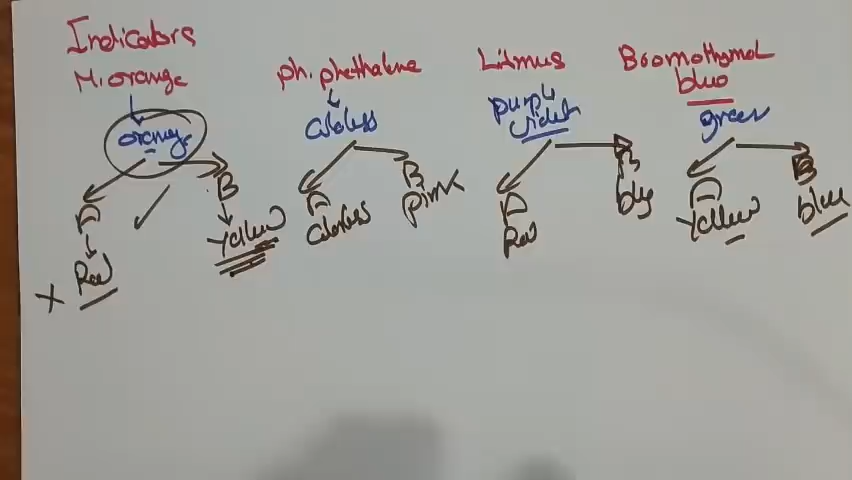 Indicators
M. orange
orange
A
B
Red
Yellow
ph. phethalene
colorless
A
B
colorless
pink
Litmus
purple
violet
A
B
Red
blue
Bromothymol
blue
green
A
B
Yellow
blue